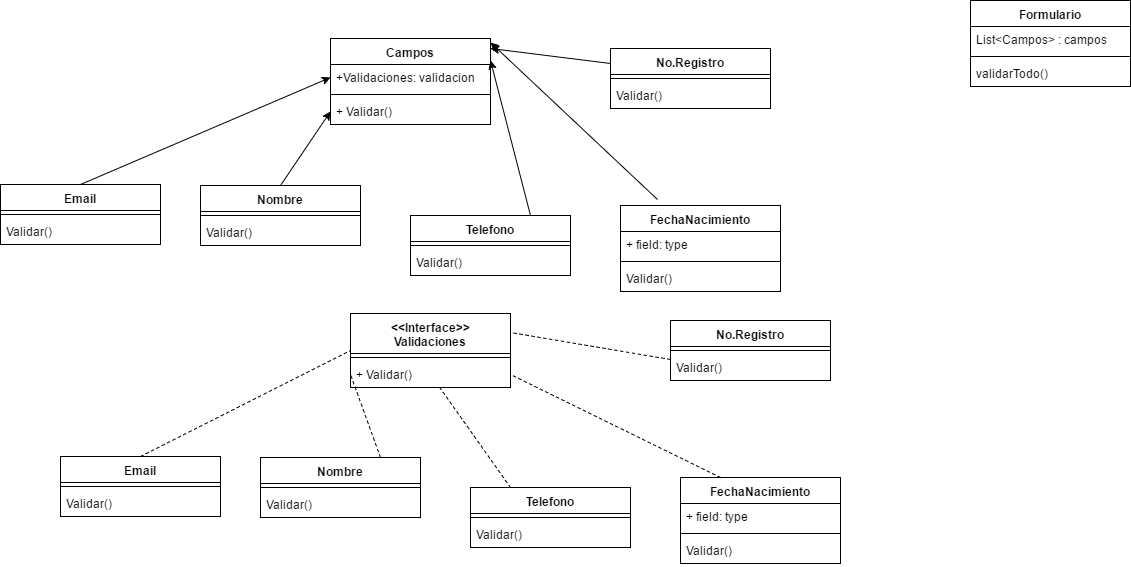 Formulario
List<Campos> : campos
validarTodo()
Campos
+Validaciones: validacion
+ Validar()
No.Registro
Validar()
Email
Validar()
Nombre
Validar()
Telefono
Validar()
FechaNacimiento
+ field: type
Validar()
<<Interface>>
Validaciones
+ Validar()
No.Registro
Validar()
Email
Validar()
Nombre
Validar()
Telefono
Validar()
FechaNacimiento
+ field: type
Validar()